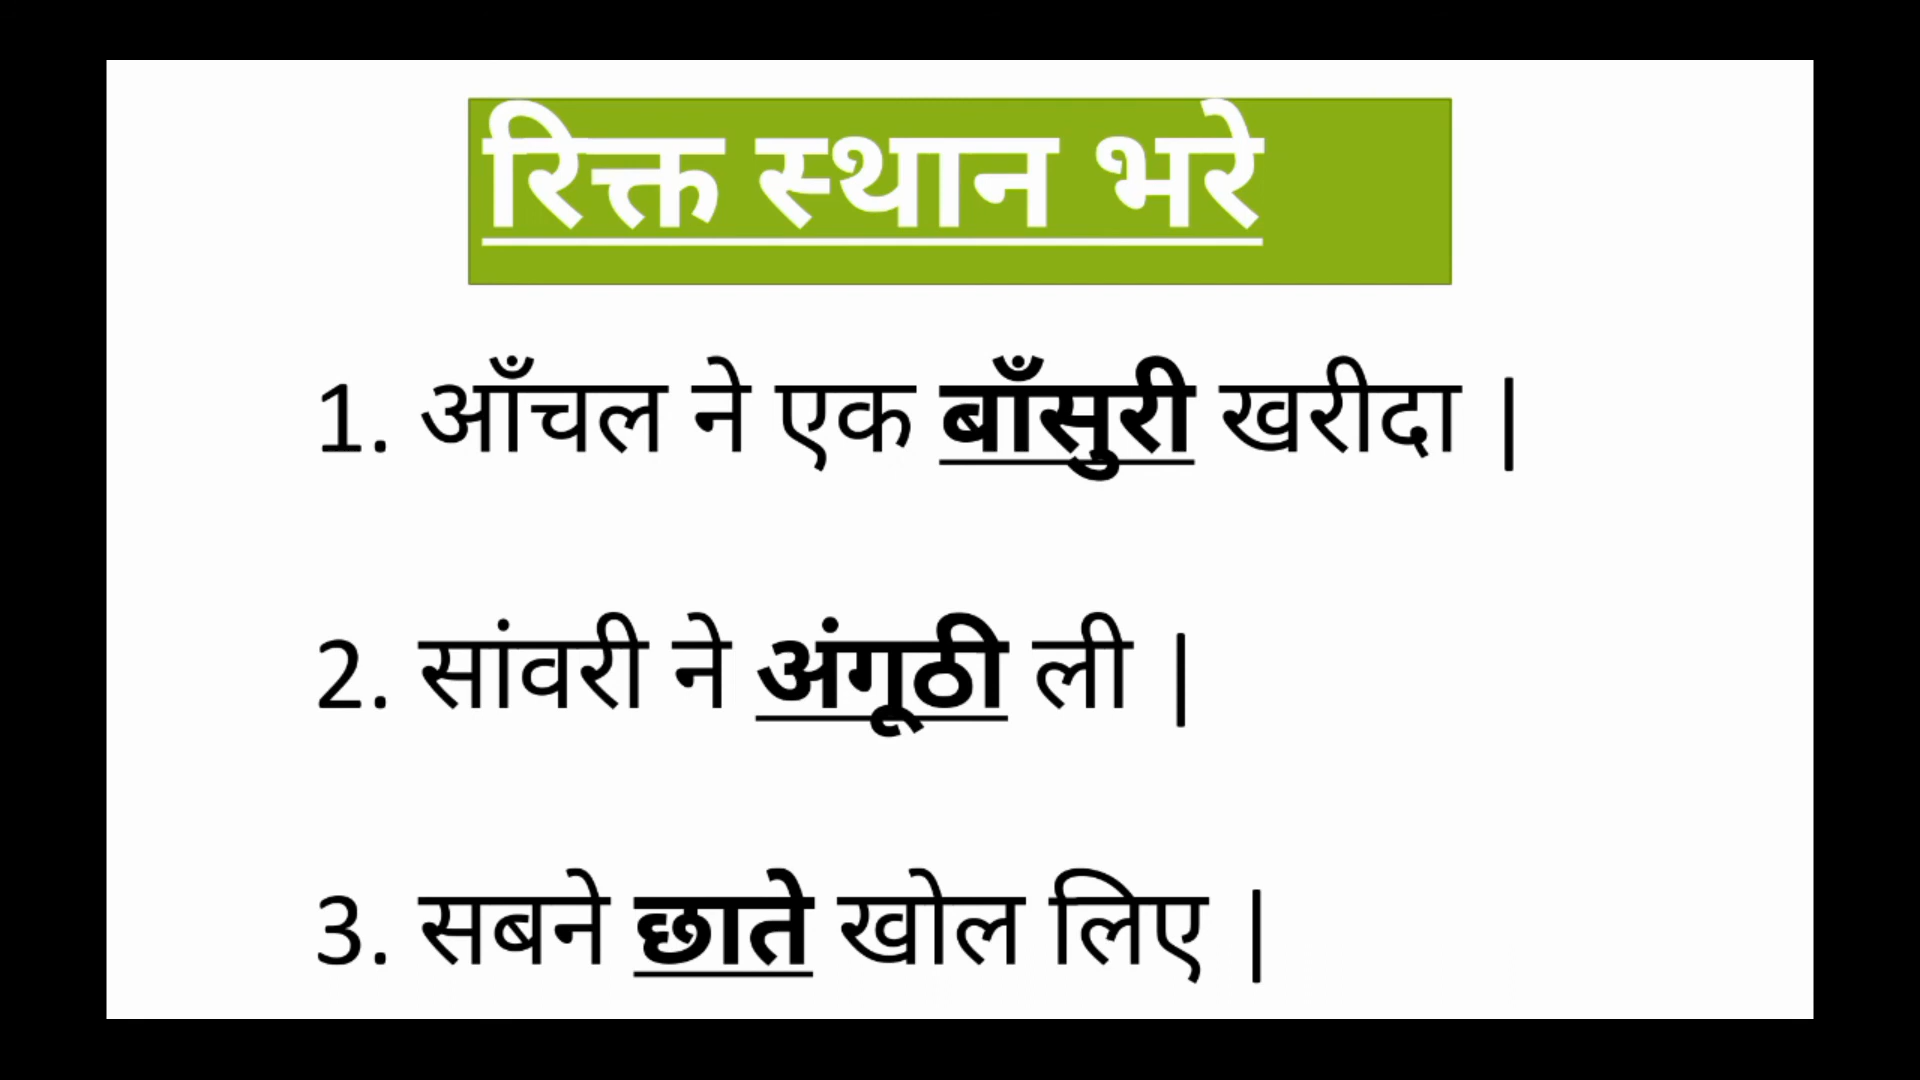 रिक्त स्थान भरे
1. आँचल ने एक बाँसुरी खरीदा |
2. सांवरी ने अंगूठी ली |
3. सबने छाते खोल लिए |